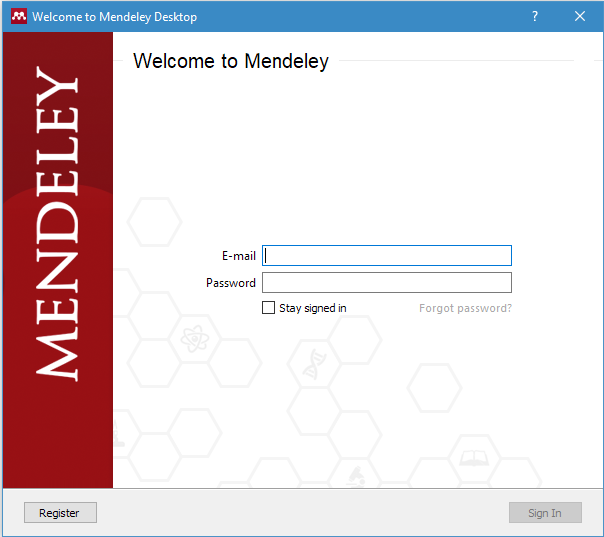 Welcome to Mendeley Desktop
?
MENDELEY
Welcome to Mendeley
E-mail
Password
Stay signed in
Forgot password?
Register
Sign In